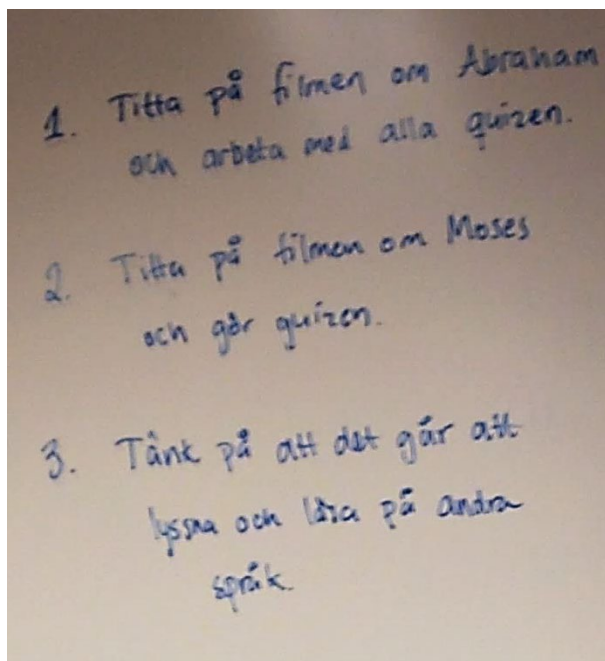 1. Titta på filmen om Abraham
och arbeta med alla quizen.
2. Titta på filmen om Moses
och gör quizen.
3. Tänk på att det går att
lyssna och läsa på andra
språk.